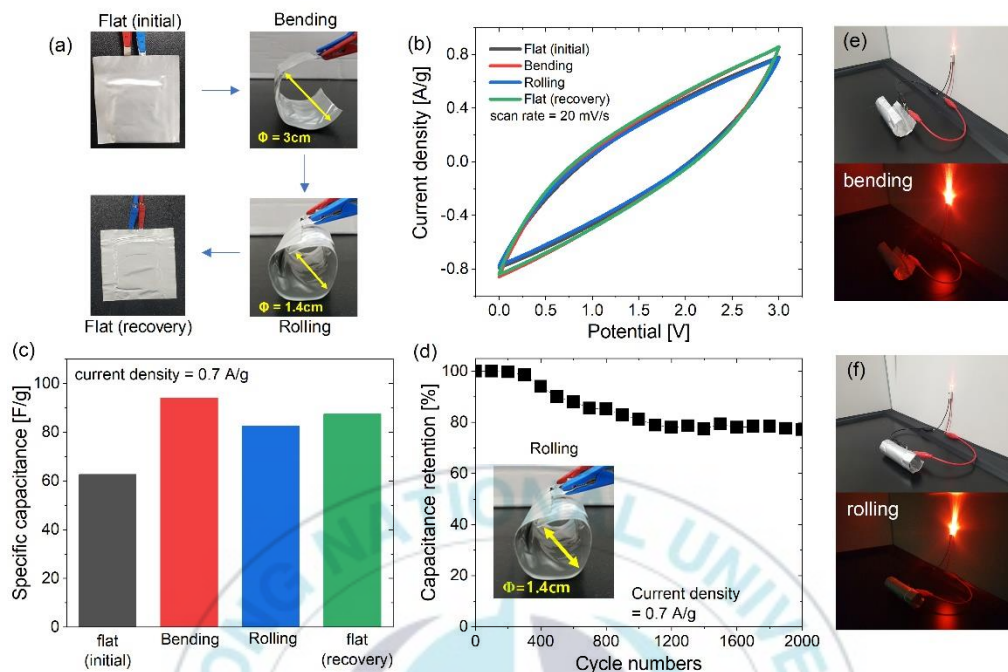 (a)
Flat (initial)
Bending
Φ = 3cm
Flat (recovery)
Φ = 1.4cm
Rolling
(b)
Flat (initial)
Bending
Rolling
Flat (recovery)
scan rate = 20 mV/s
Current density [A/g]
0.8
0.4
0.0
-0.4
-0.8
0.0 0.5 1.0 1.5 2.0 2.5 3.0
Potential [V]
(e)
bending
(c)
current density = 0.7 A/g
Specific capacitance [F/g]
100
80
60
40
20
0
flat
(initial)
Bending
Rolling
flat
(recovery)
(d)
Capacitance retention [%]
100
80
60
40
20
0
Rolling
Φ=1.4cm
Current density
= 0.7 A/g
0 400 800 1200 1600 2000
Cycle numbers
(f)
rolling
ONG NATIONAL UNIVE